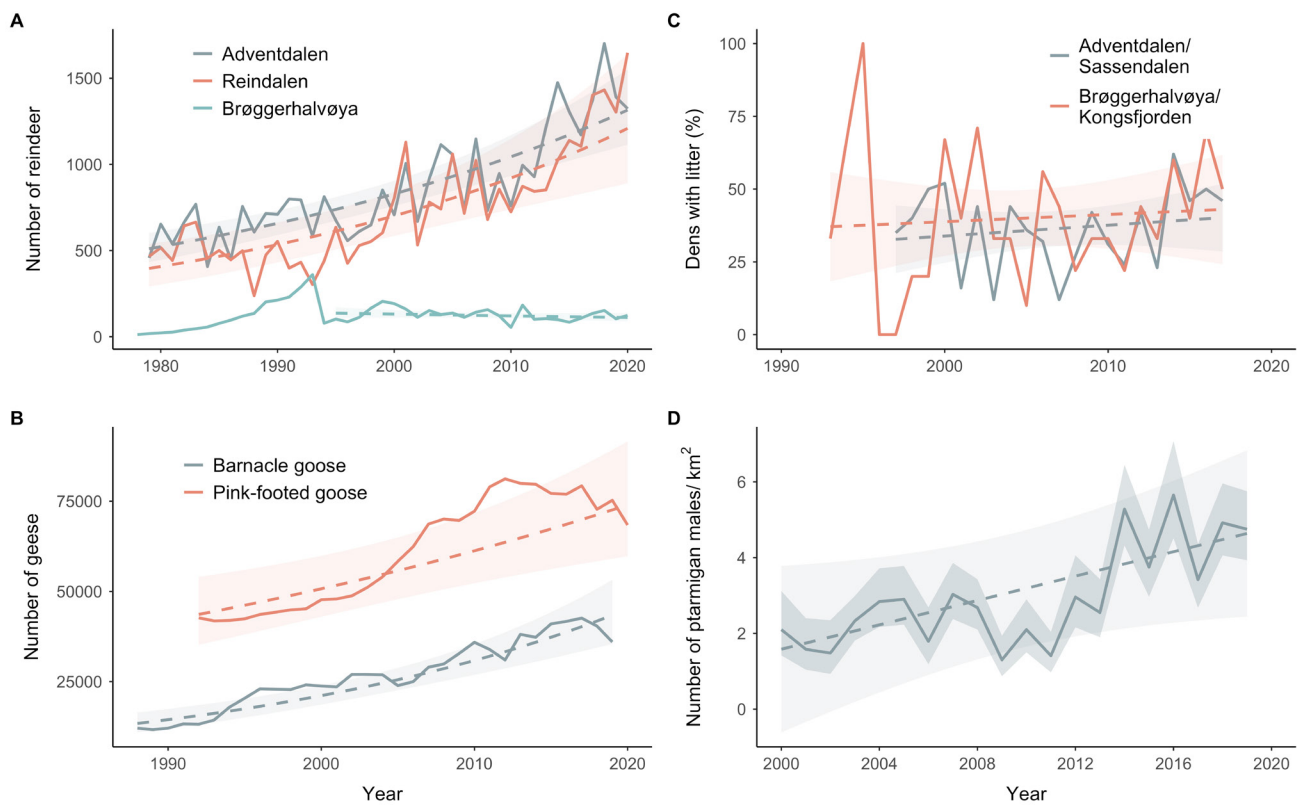 A
Number of reindeer
1500
1000
500
0
Adventdalen
Reindalen
Brøggerhalvøya
1980
1990
2000
2010
2020
C
Dens with litter (%)
100
75
50
25
0
Adventdalen/
Sassendalen
Brøggerhalvøya/
Kongsfjorden
1990
2000
2010
2020
B
Number of geese
75000
50000
25000
Barnacle goose
Pink-footed goose
1990
2000
2010
2020
Year
D
Number of ptarmigan males/ km²
6
4
2
0
2000
2004
2008
2012
2016
2020
Year